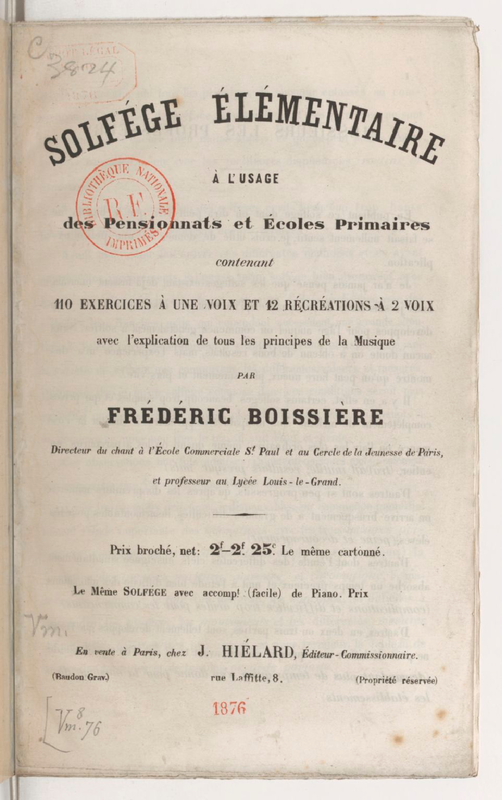 C
3824
SOLFÉGE ÉLÉMENTAIRE
À L'USAGE
BIBLIOTHÈQUE NATIONALE
R.F.
IMPRIMÉS
des Pensionnats et Écoles Primaires
contenant
110 EXERCICES À UNE VOIX ET 12 RÉCRÉATIONS À 2 VOIX
avec l'explication de tous les principes de la Musique
PAR
FRÉDÉRIC BOISSIÈRE
Directeur du chant à l'École Commerciale St. Paul et au Cercle de la Jeunesse de Paris,
et professeur au Lycée Louis-le-Grand.
Prix broché, net: 2f-2f. 25c. Le même cartonné.
Le Même SOLFÉGE avec accompt. (facile) de Piano. Prix
Vm.
En vente à Paris, chez J. HIÉLARD, Éditeur-Commissionnaire.
(Baudon Grav.) rue Laffitte, 8. (Propriété réservée)
1876
[Vm.8 76